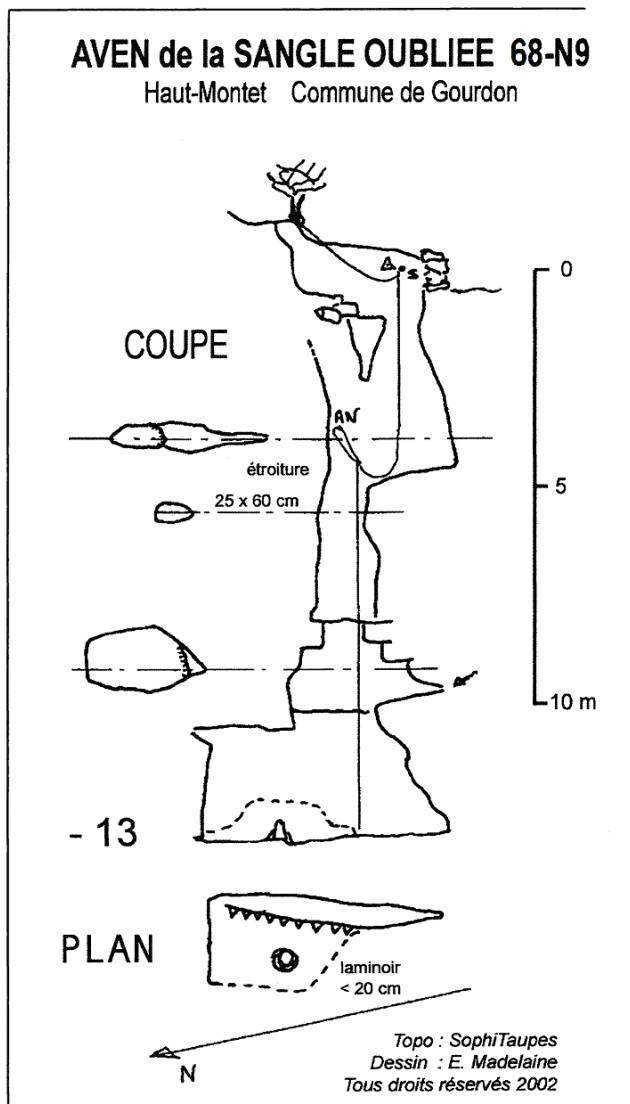 AVEN de la SANGLE OUBLIEE 68-N9
Haut-Montet Commune de Gourdon
S
0
COUPE
AN
étroiture
25 x 60 cm
5
10 m
- 13
PLAN
laminoir
< 20 cm
N
Topo : SophiTaupes
Dessin : E. Madelaine
Tous droits réservés 2002